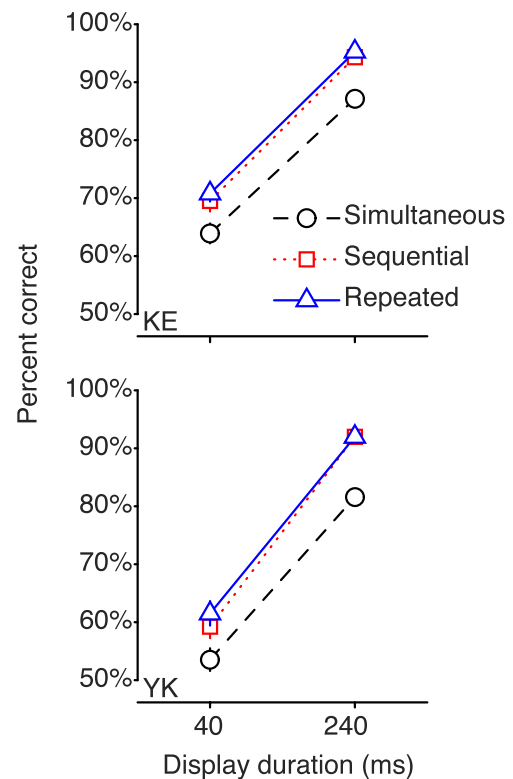 100%
90%
80%
70%
60%
50%
KE
Simultaneous
Sequential
Repeated
Percent correct
100%
90%
80%
70%
60%
50%
YK
40
240
Display duration (ms)